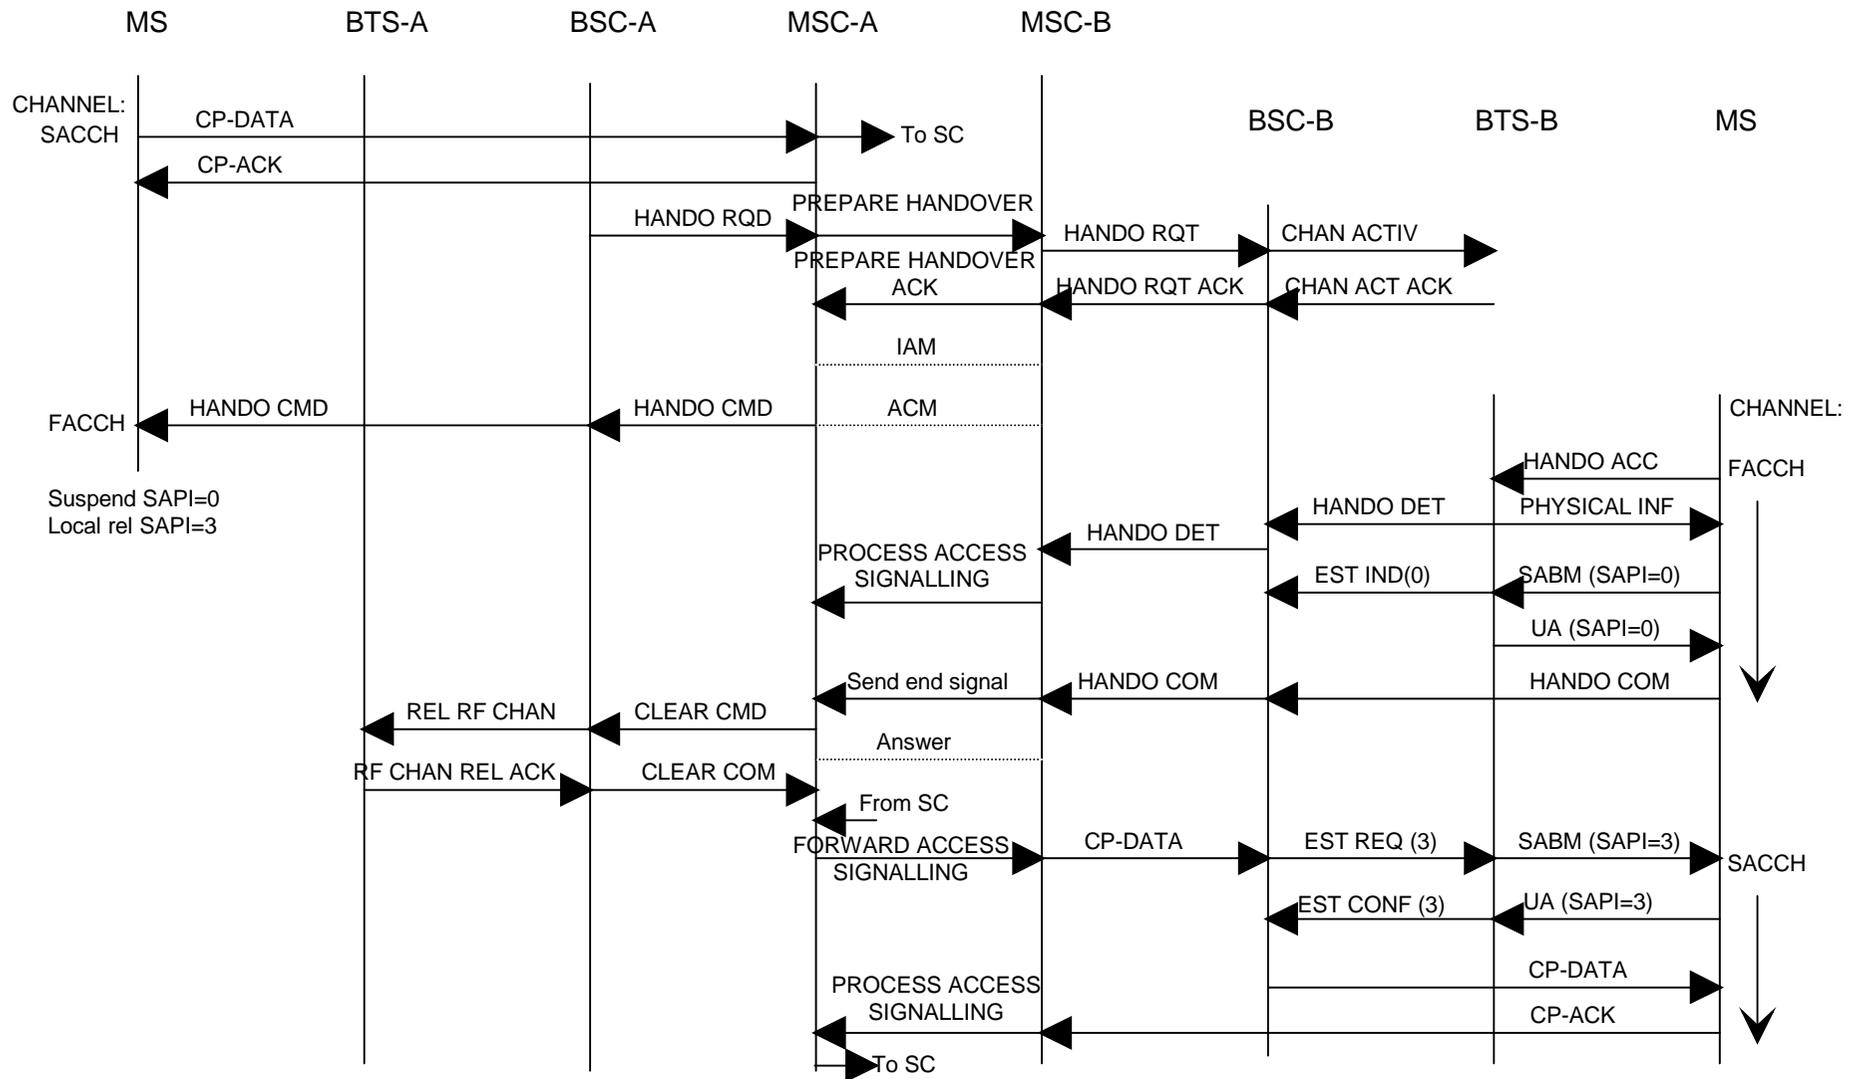 MS BTS-A BSC-A MSC-A MSC-B
CHANNEL:
SACCH CP-DATA To SC BSC-B BTS-B MS
CP-ACK
PREPARE HANDOVER
HANDO RQD HANDO RQT CHAN ACTIV
PREPARE HANDOVER
ACK HANDO RQT ACK CHAN ACT ACK
IAM
FACCH HANDO CMD HANDO CMD ACM CHANNEL:
HANDO ACC FACCH
Suspend SAPI=0
Local rel SAPI=3
HANDO DET PHYSICAL INF
HANDO DET
PROCESS ACCESS
SIGNALLING EST IND(0) SABM (SAPI=0)
UA (SAPI=0)
Send end signal HANDO COM HANDO COM
REL RF CHAN CLEAR CMD
Answer
RF CHAN REL ACK CLEAR COM
From SC
FORWARD ACCESS
SIGNALLING CP-DATA EST REQ (3) SABM (SAPI=3)
SACCH
EST CONF (3) UA (SAPI=3)
CP-DATA
PROCESS ACCESS
SIGNALLING CP-ACK
To SC